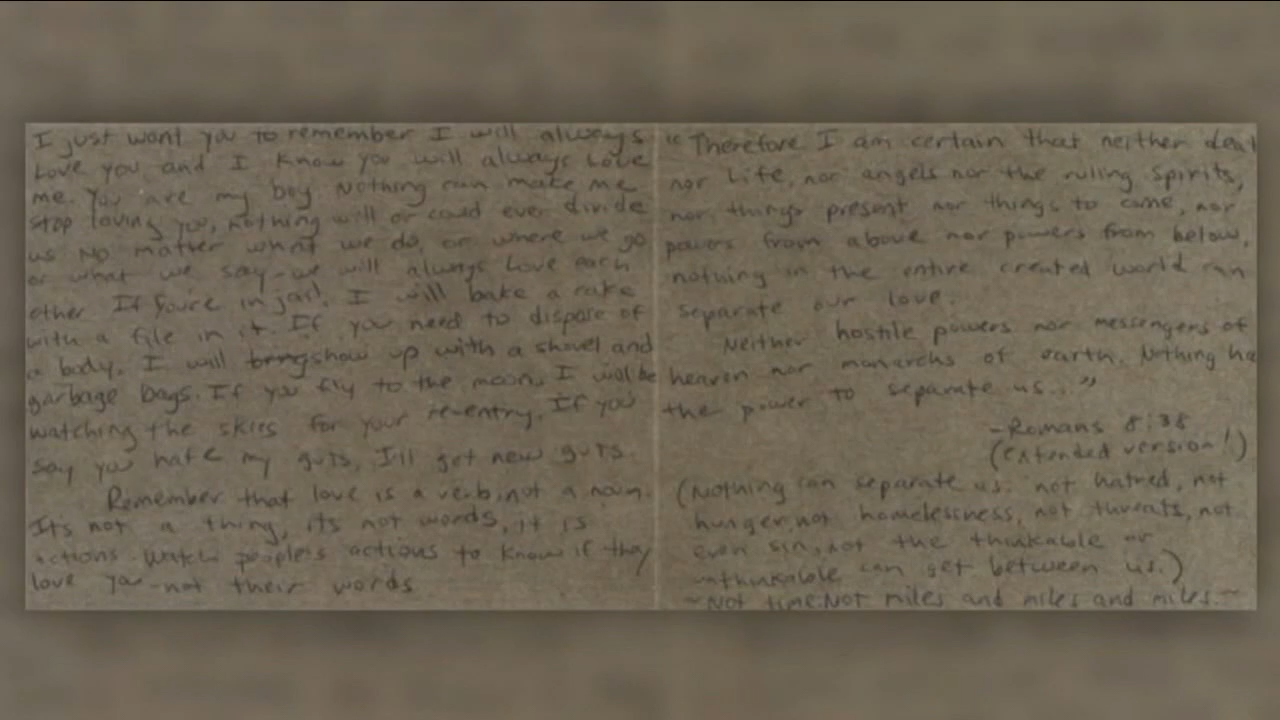 I just want you to remember I will always
love you and I know you will always love
me. You are my boy Nothing can make me
stop loving you, nothing will or could ever divide
us No matter what we do, or where we go
or what we say - we will always love each
other If you're in jail, I will bake a cake
with a file in it. If you need to dispose of
a body, I will show up with a shovel and
garbage bags. If you fly to the moon, I will be
watching the skies for your re-entry. If you
say you hate my guts, I'll get new guts.
Remember that love is a verb, not a noun.
It's not a thing, its not words, it is
actions. Watch people's actions to know if they
love you - not their words
"Therefore I am certain that neither deat
nor life, nor angels nor the ruling spirits,
nor things present nor things to come, nor
powers from above nor powers from below,
nothing in the entire created world can
separate our love.
Neither hostile powers nor messengers of
heaven nor monarchs of earth. Nothing ha
the power to separate us..."
-Romans 8:38
(extended version!)
(Nothing can separate us. not hatred, not
hunger, not homelessness, not threats, not
even sin, not the thinkable or
unthinkable can get between us.)
~Not time. Not miles and miles and miles.~